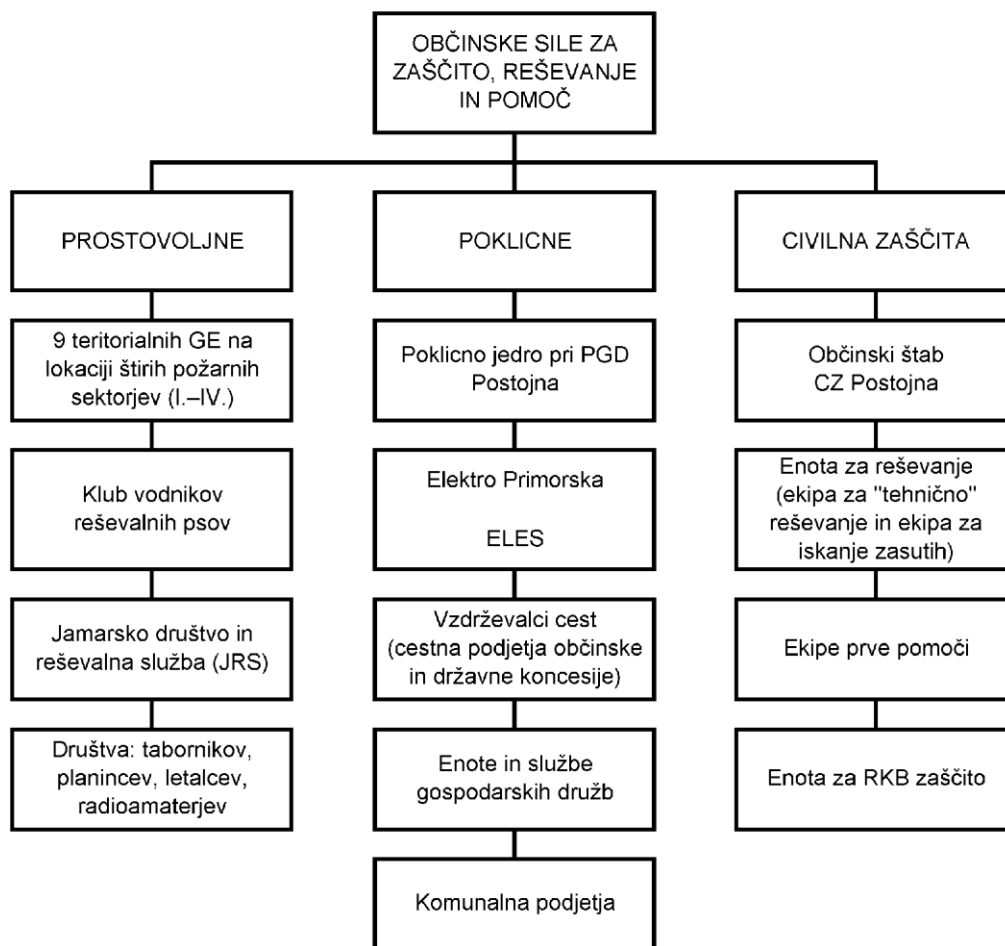 OBČINSKE SILE ZA
ZAŠČITO, REŠEVANJE
IN POMOČ
PROSTOVOLJNE
POKLICNE
CIVILNA ZAŠČITA
9 teritorialnih GE na
lokaciji štirih požarnih
sektorjev (I.–IV.)
Poklicno jedro pri PGD
Postojna
Občinski štab
CZ Postojna
Klub vodnikov
reševalnih psov
Elektro Primorska
ELES
Enota za reševanje
(ekipa za "tehnično"
reševanje in ekipa za
iskanje zasutih)
Jamarsko društvo in
reševalna služba (JRS)
Vzdrževalci cest
(cestna podjetja občinske
in državne koncesije)
Ekipe prve pomoči
Društva: tabornikov,
planincev, letalcev,
radioamaterjev
Enote in službe
gospodarskih družb
Enota za RKB zaščito
Komunalna podjetja